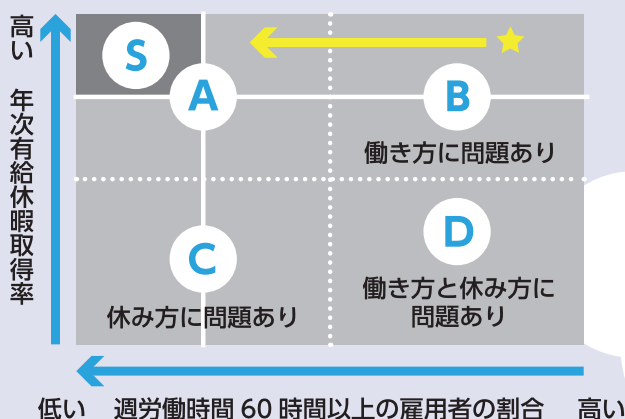 高い 年次有給休暇取得率
S
A
B
働き方に問題あり
C
休み方に問題あり
D
働き方と休み方に
問題あり
低い 週労働時間 60 時間以上の雇用者の割合 高い